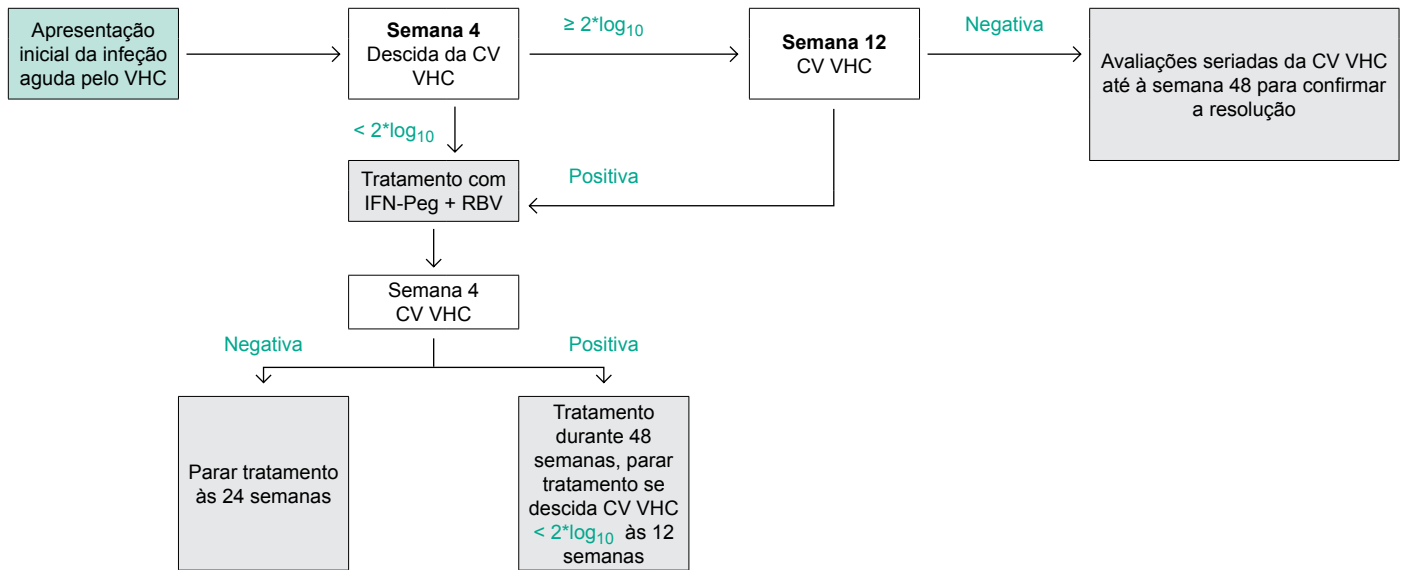 Apresentação
inicial da infeção
aguda pelo VHC
Semana 4
Descida da CV
VHC
≥ 2*log10
Semana 12
CV VHC
Negativa
Avaliações seriadas da CV VHC
até à semana 48 para confirmar
a resolução
< 2*log10
Tratamento com
IFN-Peg + RBV
Positiva
Semana 4
CV VHC
Negativa
Positiva
Parar tratamento
às 24 semanas
Tratamento
durante 48
semanas, parar
tratamento se
descida CV VHC
< 2*log10 às 12
semanas